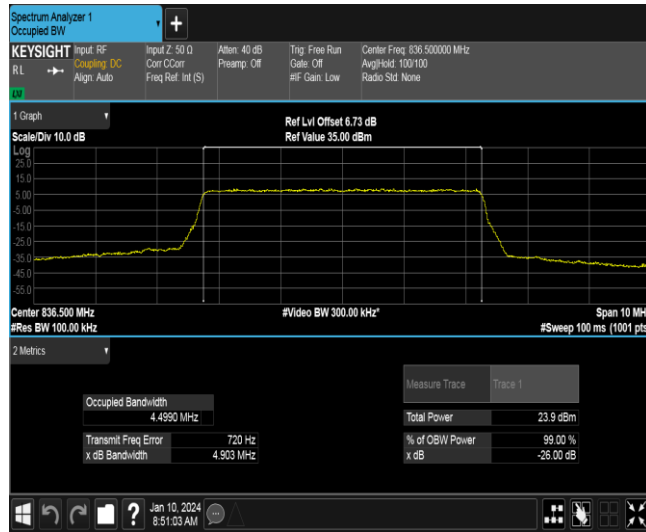 Spectrum Analyzer 1
Occupied BW
+
KEYSIGHT Input: RF Input Z: 50 Ω Atten: 40 dB Trig: Free Run Center Freq: 836.500000 MHz
RL Coupling: DC Corr CCorr Preamp: Off Gate: Off Avg|Hold: 100/100
Align: Auto Freq Ref: Int (S) #IF Gain: Low Radio Std: None
LXI
1 Graph
Ref Lvl Offset 6.73 dB
Scale/Div 10.0 dB Ref Value 35.00 dBm
Log
25.0
15.0
5.00
-5.00
-15.0
-25.0
-35.0
-45.0
-55.0
Center 836.500 MHz #Video BW 300.00 kHz* Span 10 MH
#Res BW 100.00 kHz #Sweep 100 ms (1001 pts
2 Metrics
Measure Trace Trace 1
Occupied Bandwidth
4.4990 MHz Total Power 23.9 dBm
Transmit Freq Error 720 Hz % of OBW Power 99.00 %
x dB Bandwidth 4.903 MHz x dB -26.00 dB
? Jan 10, 2024
8:51:03 AM